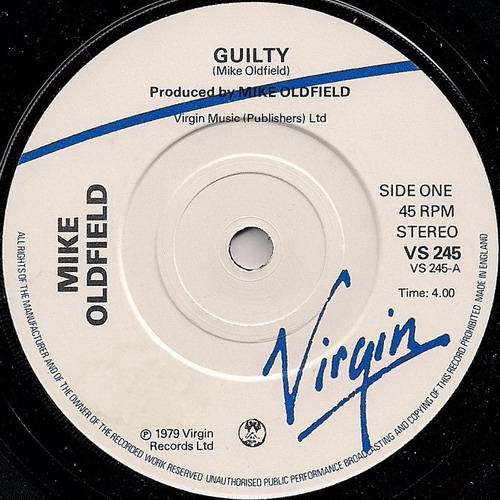 GUILTY
(Mike Oldfield)
Produced by MIKE OLDFIELD
Virgin Music (Publishers) Ltd
MIKE
OLDFIELD
SIDE ONE
45 RPM
STEREO
VS 245
VS 245-A
Time: 4.00
Virgin
℗ 1979 Virgin
Records Ltd
ALL RIGHTS OF THE MANUFACTURER AND OF THE OWNER OF THE RECORDED WORK RESERVED · UNAUTHORISED PUBLIC PERFORMANCE BROADCASTING AND COPYING OF THIS RECORD PROHIBITED MADE IN ENGLAND